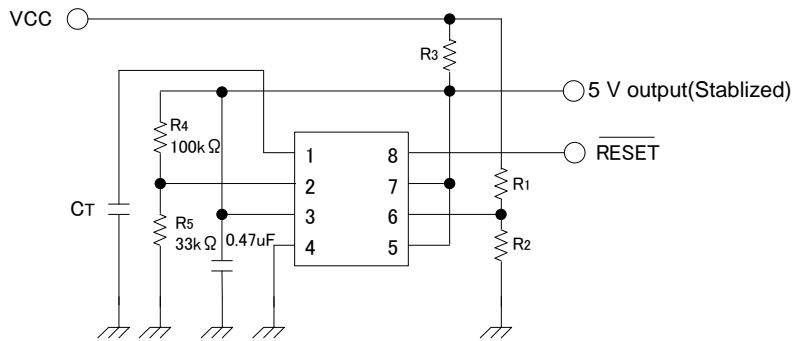 VCC
R3
5 V output(Stablized)
R4
100kΩ
1
8
RESET
2
7
R1
CT
R5
33kΩ
0.47uF
3
6
R2
4
5